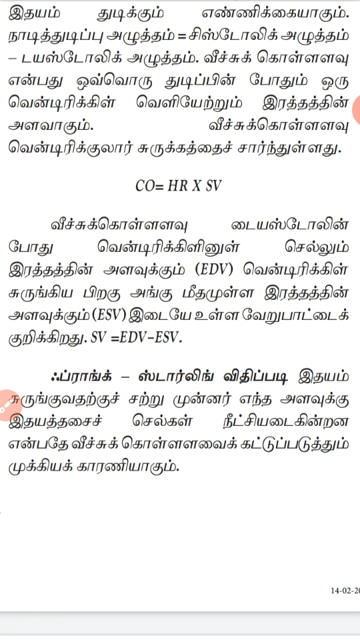 இதயம் துடிக்கும் எண்ணிக்கையாகும்.
நாடித்துடிப்பு அழுத்தம் = சிஸ்டோலிக் அழுத்தம்
– டயஸ்டோலிக் அழுத்தம். வீச்சுக் கொள்ளளவு
என்பது ஒவ்வொரு துடிப்பின் போதும் ஒரு
வென்டிரிக்கிள் வெளியேற்றும் இரத்தத்தின்
அளவாகும். வீச்சுக்கொள்ளளவு
வென்டிரிக்குலார் சுருக்கத்தைச் சார்ந்துள்ளது.
CO= HR X SV
வீச்சுக்கொள்ளளவு டையஸ்டோலின்
போது வென்டிரிக்கிளினுள் செல்லும்
இரத்தத்தின் அளவுக்கும் (EDV) வென்டிரிக்கிள்
சுருங்கிய பிறகு அங்கு மீதமுள்ள இரத்தத்தின்
அளவுக்கும் (ESV) இடையே உள்ள வேறுபாட்டைக்
குறிக்கிறது. SV =EDV–ESV.
ஃப்ராங்க் – ஸ்டார்லிங் விதிப்படி இதயம்
சுருங்குவதற்குச் சற்று முன்னர் எந்த அளவுக்கு
இதயத்தசைச் செல்கள் நீட்சியடைகின்றன
என்பதே வீச்சுக் கொள்ளளவைக் கட்டுப்படுத்தும்
முக்கியக் காரணியாகும்.